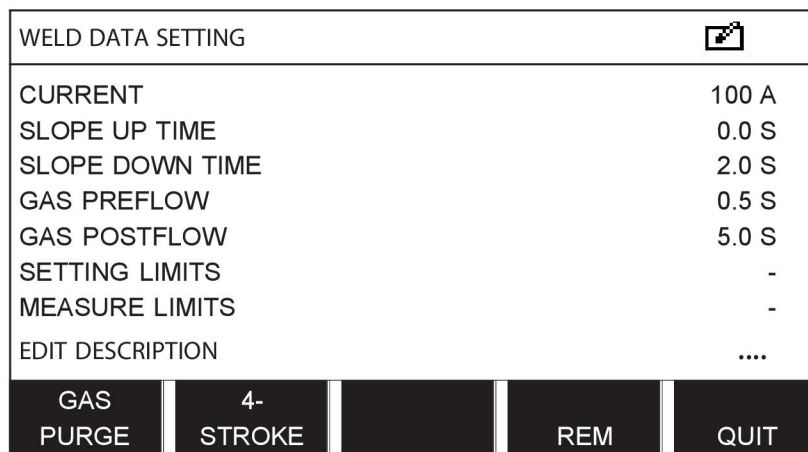 WELD DATA SETTING
CURRENT 100 A
SLOPE UP TIME 0.0 S
SLOPE DOWN TIME 2.0 S
GAS PREFLOW 0.5 S
GAS POSTFLOW 5.0 S
SETTING LIMITS -
MEASURE LIMITS -
EDIT DESCRIPTION ....
GAS 4-
PURGE STROKE REM QUIT